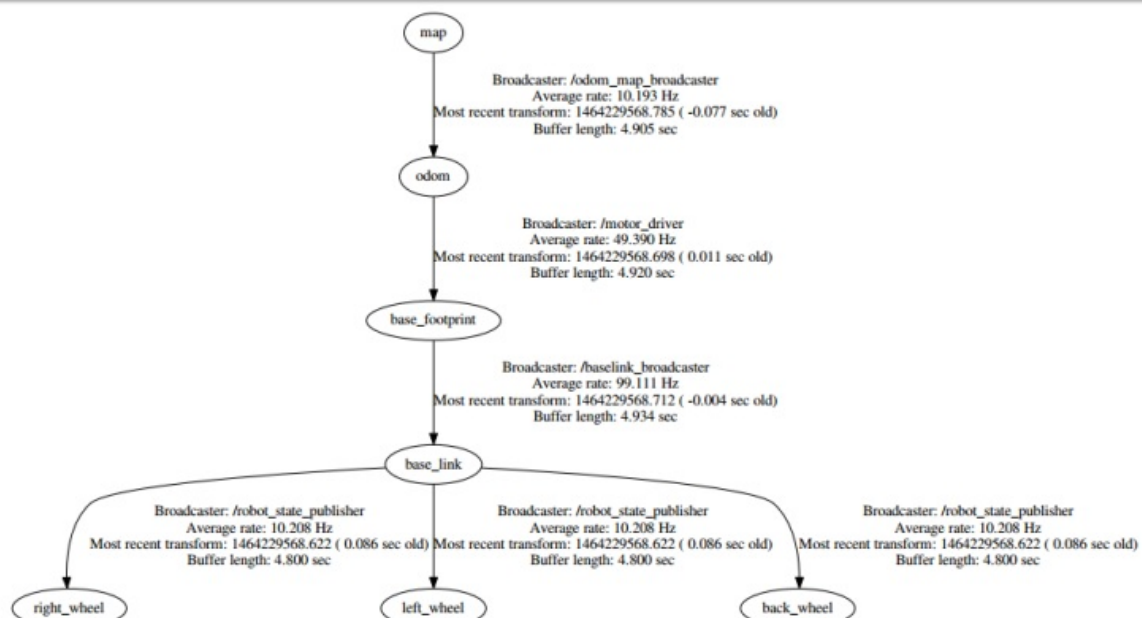 map
Broadcaster: /odom_map_broadcaster
Average rate: 10.193 Hz
Most recent transform: 1464229568.785 ( -0.077 sec old)
Buffer length: 4.905 sec
odom
Broadcaster: /motor_driver
Average rate: 49.390 Hz
Most recent transform: 1464229568.698 ( 0.011 sec old)
Buffer length: 4.920 sec
base_footprint
Broadcaster: /baselink_broadcaster
Average rate: 99.111 Hz
Most recent transform: 1464229568.712 ( -0.004 sec old)
Buffer length: 4.934 sec
base_link
Broadcaster: /robot_state_publisher
Average rate: 10.208 Hz
Most recent transform: 1464229568.622 ( 0.086 sec old)
Buffer length: 4.800 sec
Broadcaster: /robot_state_publisher
Average rate: 10.208 Hz
Most recent transform: 1464229568.622 ( 0.086 sec old)
Buffer length: 4.800 sec
Broadcaster: /robot_state_publisher
Average rate: 10.208 Hz
Most recent transform: 1464229568.622 ( 0.086 sec old)
Buffer length: 4.800 sec
right_wheel
left_wheel
back_wheel